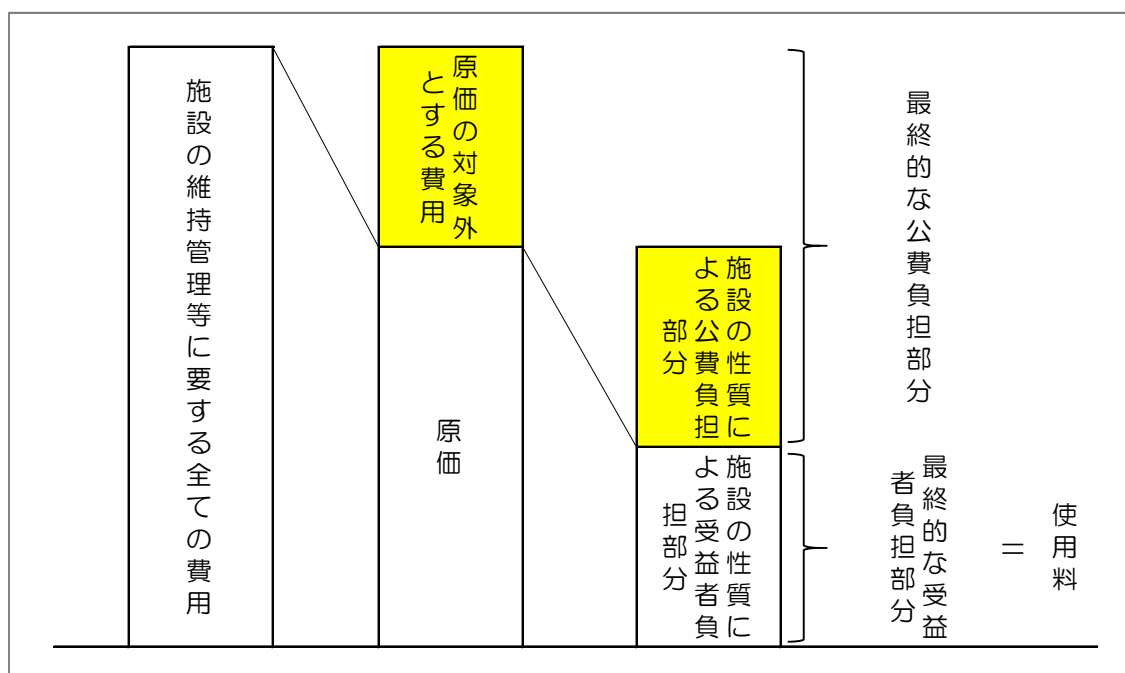 施設の維持管理等に要する全ての費用
原価の対象外
とする費用
原価
施設の性質に
よる公費負担
部分
施設の性質に
よる受益者負
担部分
最終的な公費負担部分
最終的な受益
者負担部分
＝
使用料